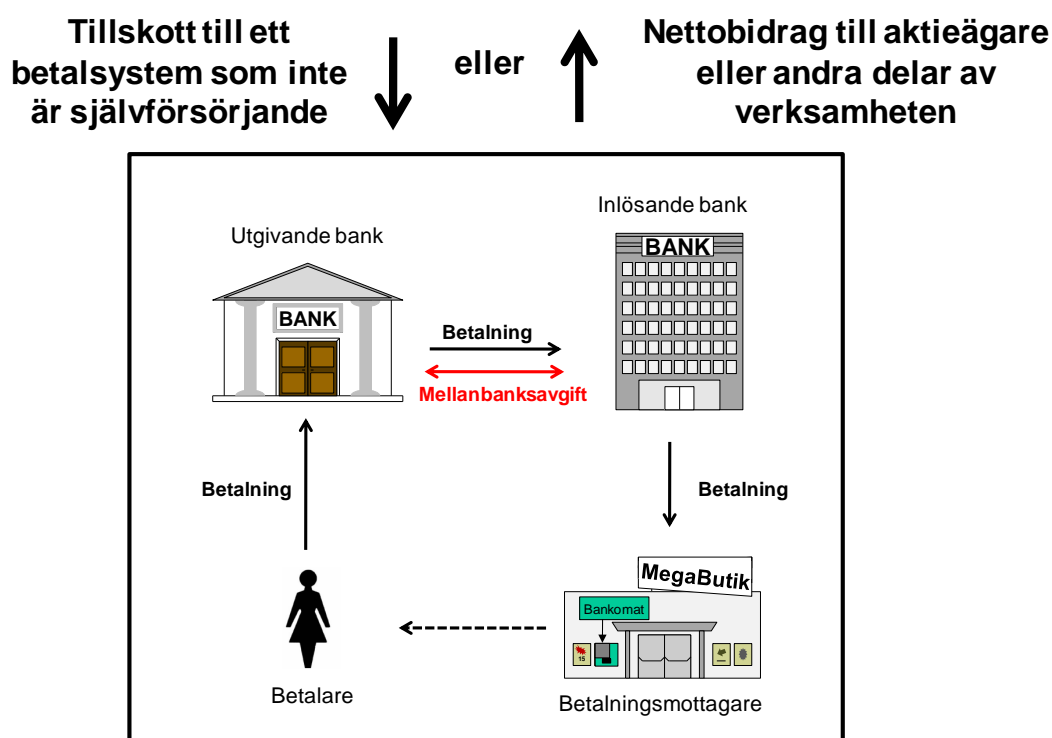 Tillskott till ett
betalsystem som inte
är självförsörjande
eller
Nettobidrag till aktieägare
eller andra delar av
verksamheten
Utgivande bank
Inlösande bank
BANK
BANK
Betalning
Mellanbanksavgift
Betalning
Betalning
MegaButik
Bankomat
15
Betalare
Betalningsmottagare